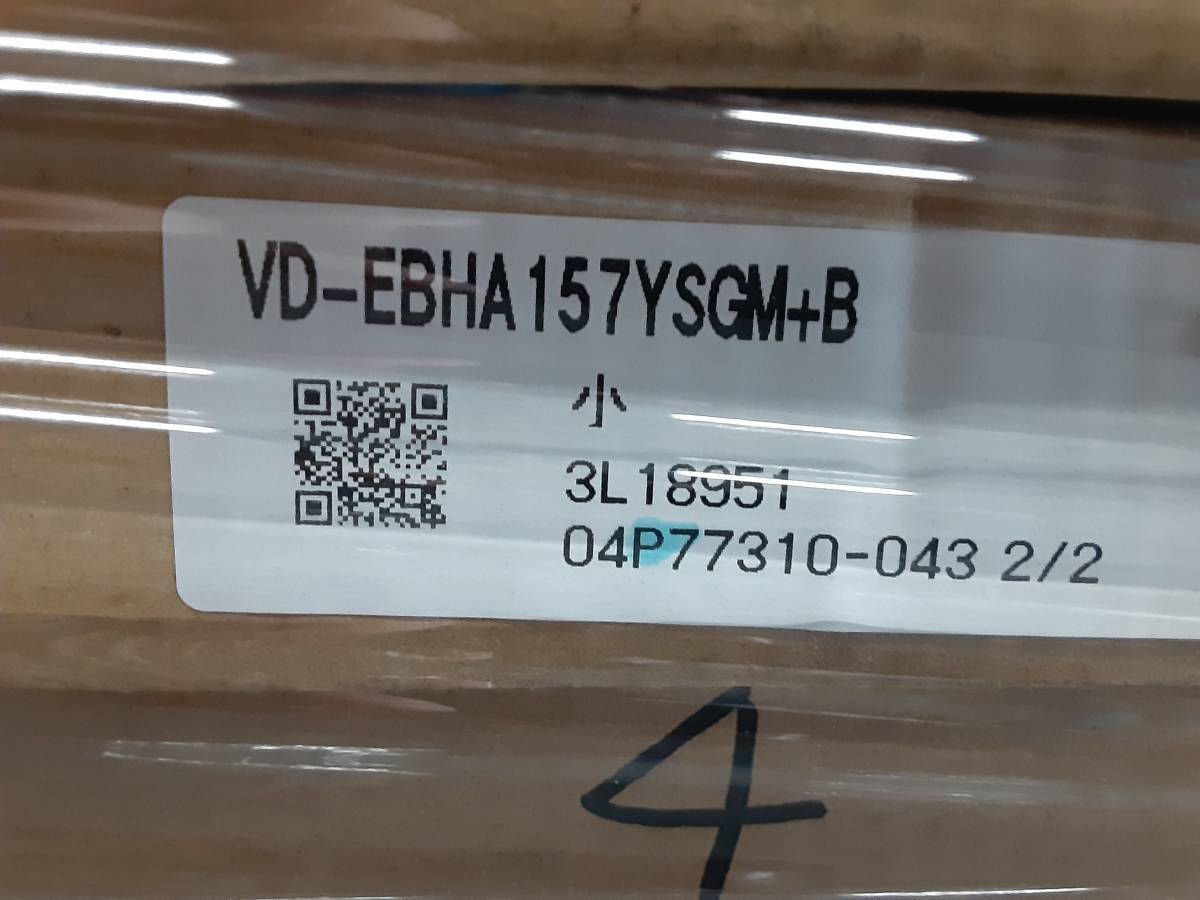 VD-EBHA157YSGM+B
小
3L18951
04P77310-043 2/2
4